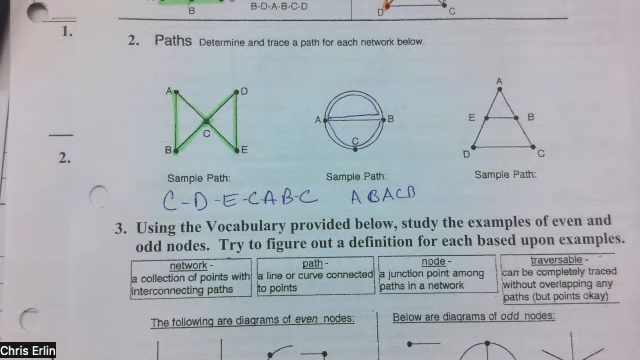 B
B-D-A-B-C-D
D
C
1.
2. Paths Determine and trace a path for each network below.
A
D
C
B
E
A
B
C
A
E
B
D
C
2.
Sample Path:
Sample Path:
Sample Path:
C-D-E-C-A-B-C
ABACB
3. Using the Vocabulary provided below, study the examples of even and
odd nodes. Try to figure out a definition for each based upon examples.
network -
a collection of points with
interconnecting paths
path -
a line or curve connected
to points
node -
a junction point among
paths in a network
traversable -
can be completely traced
without overlapping any
paths (but points okay)
The following are diagrams of even nodes:
Below are diagrams of odd nodes:
Chris Erlin